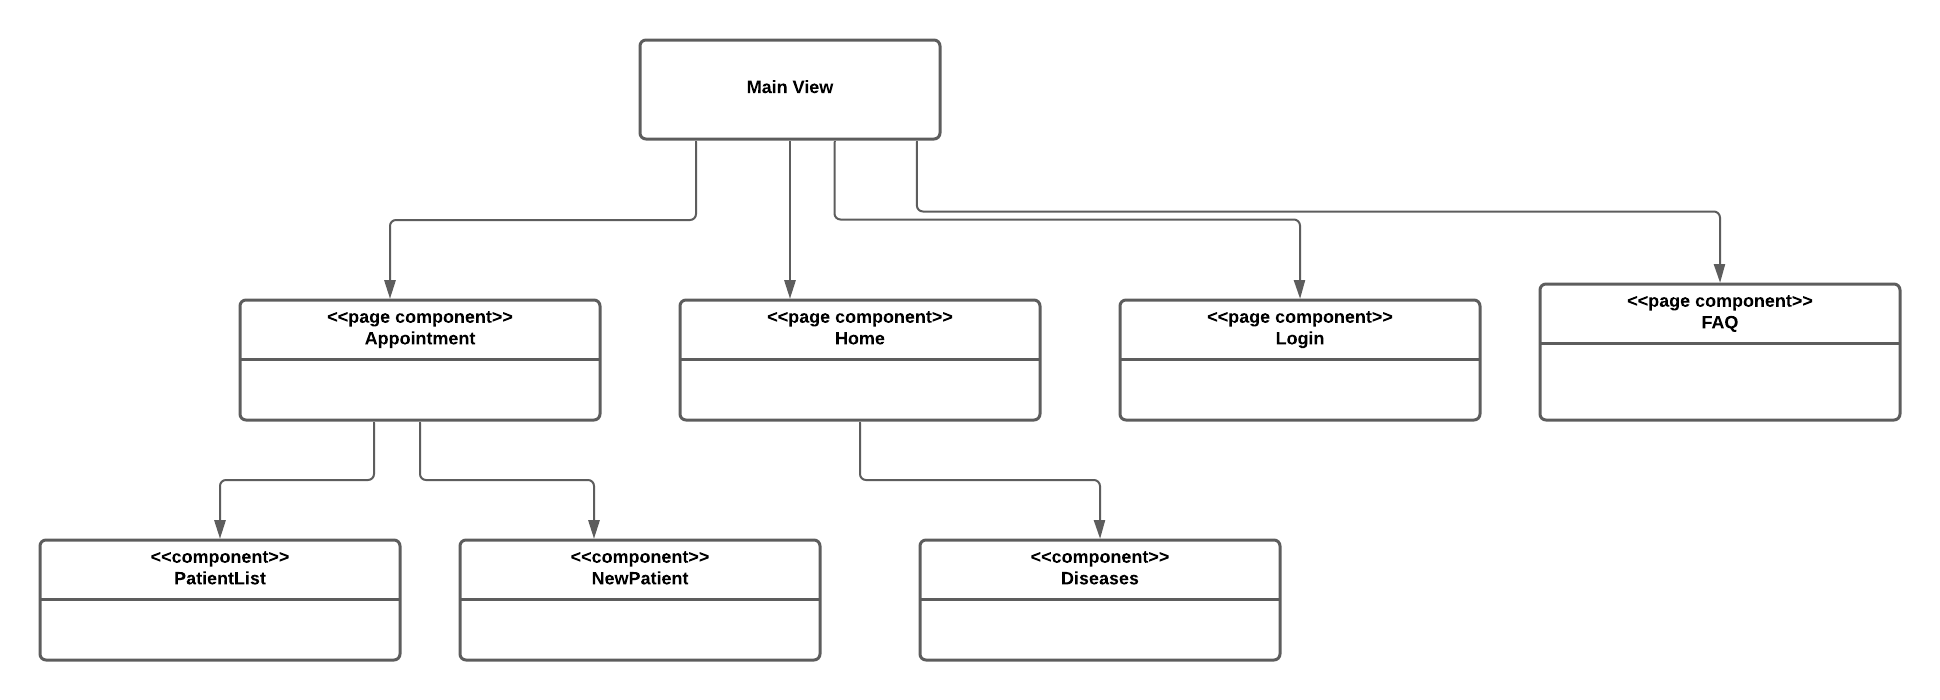 Main View
<<page component>>
Appointment
<<page component>>
Home
<<page component>>
Login
<<page component>>
FAQ
<<component>>
PatientList
<<component>>
NewPatient
<<component>>
Diseases